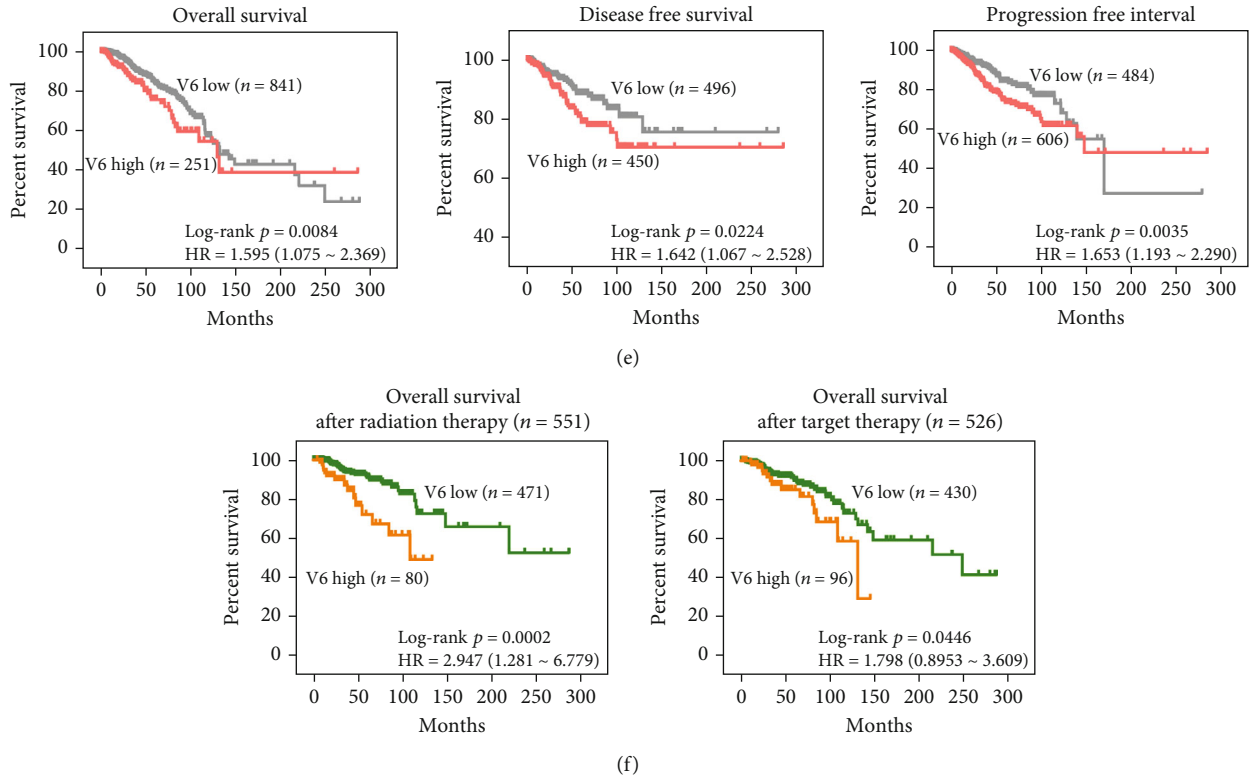 Overall survival
Percent survival
100
80
60
40
20
0
V6 low (n = 841)
V6 high (n = 251)
Log-rank p = 0.0084
HR = 1.595 (1.075 ~ 2.369)
0 50 100 150 200 250 300
Months
Disease free survival
Percent survival
100
80
60
40
V6 low (n = 496)
V6 high (n = 450)
Log-rank p = 0.0224
HR = 1.642 (1.067 ~ 2.528)
0 50 100 150 200 250 300
Months
Progression free interval
Percent survival
100
80
60
40
20
0
V6 low (n = 484)
V6 high (n = 606)
Log-rank p = 0.0035
HR = 1.653 (1.193 ~ 2.290)
0 50 100 150 200 250 300
Months
(e)
Overall survival
after radiation therapy (n = 551)
Percent survival
100
80
60
40
80
0
V6 low (n = 471)
V6 high (n = 80)
Log-rank p = 0.0002
HR = 2.947 (1.281 ~ 6.779)
0 50 100 150 200 250 300
Months
Overall survival
after target therapy (n = 526)
Percent survival
100
80
60
40
80
0
V6 low (n = 430)
V6 high (n = 96)
Log-rank p = 0.0446
HR = 1.798 (0.8953 ~ 3.609)
0 50 100 150 200 250 300
Months
(f)